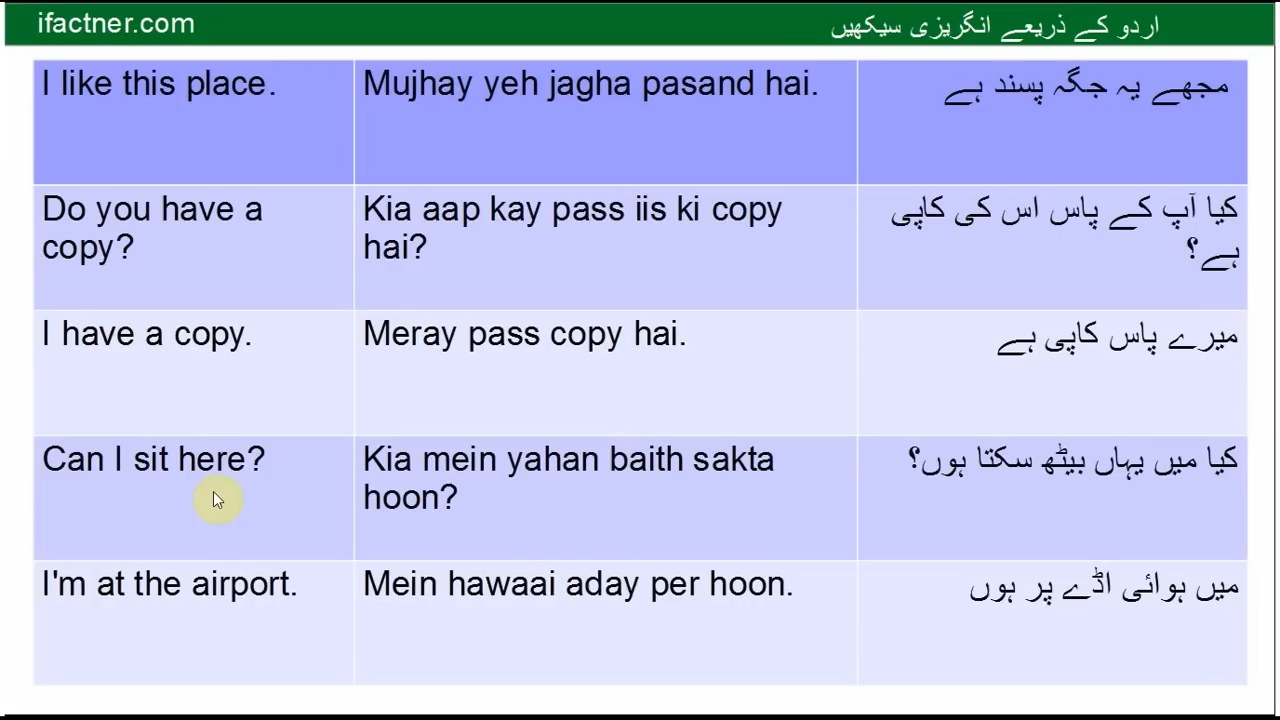 ifactner.com
اردو کے ذریعے انگریزی سیکھیں
I like this place.
Mujhay yeh jagha pasand hai.
مجھے یہ جگہ پسند ہے
Do you have a
copy?
Kia aap kay pass iis ki copy
hai?
کیا آپ کے پاس اس کی کاپی
ہے؟
I have a copy.
Meray pass copy hai.
میرے پاس کاپی ہے
Can I sit here?
Kia mein yahan baith sakta
hoon?
کیا میں یہاں بیٹھ سکتا ہوں؟
I'm at the airport.
Mein hawaai aday per hoon.
میں ہوائی اڈے پر ہوں